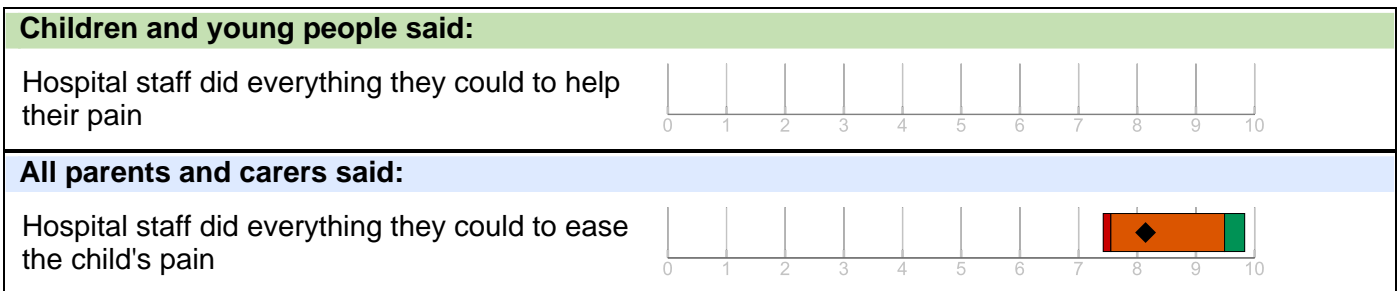 Children and young people said:
Hospital staff did everything they could to help
their pain
0 1 2 3 4 5 6 7 8 9 10
All parents and carers said:
Hospital staff did everything they could to ease
the child's pain
0 1 2 3 4 5 6 7 8 9 10